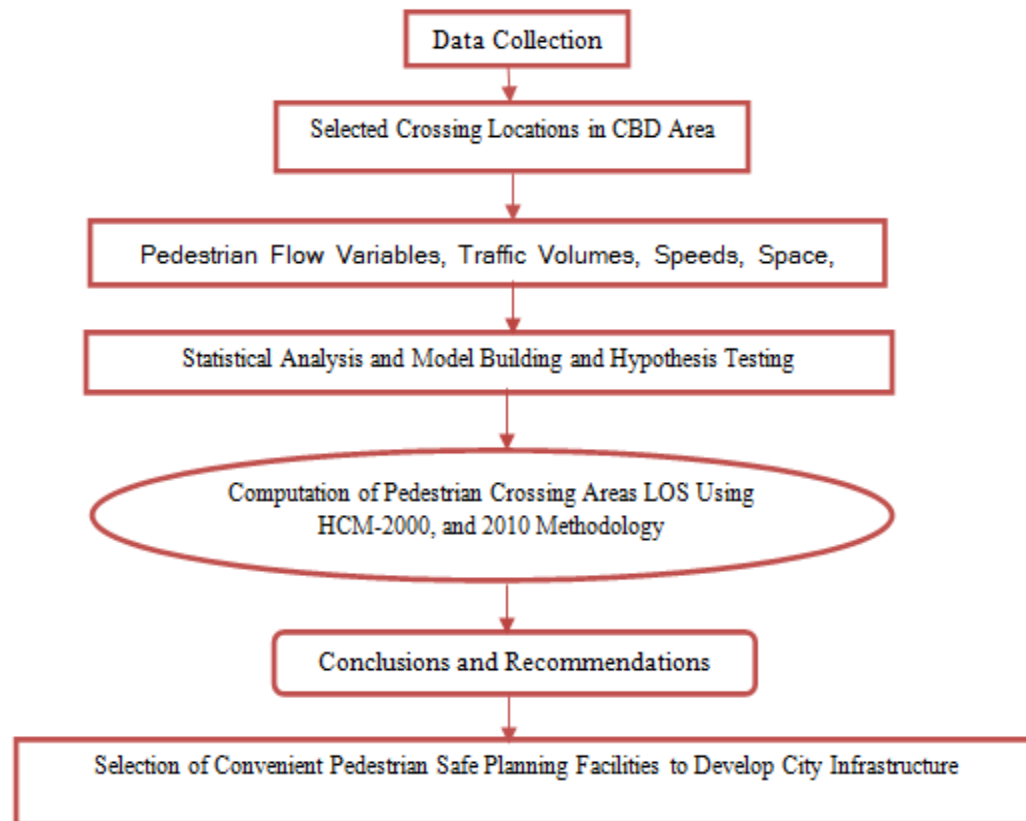 Data Collection
Selected Crossing Locations in CBD Area
Pedestrian Flow Variables, Traffic Volumes, Speeds, Space,
Statistical Analysis and Model Building and Hypothesis Testing
Computation of Pedestrian Crossing Areas LOS Using
HCM-2000, and 2010 Methodology
Conclusions and Recommendations
Selection of Convenient Pedestrian Safe Planning Facilities to Develop City Infrastructure